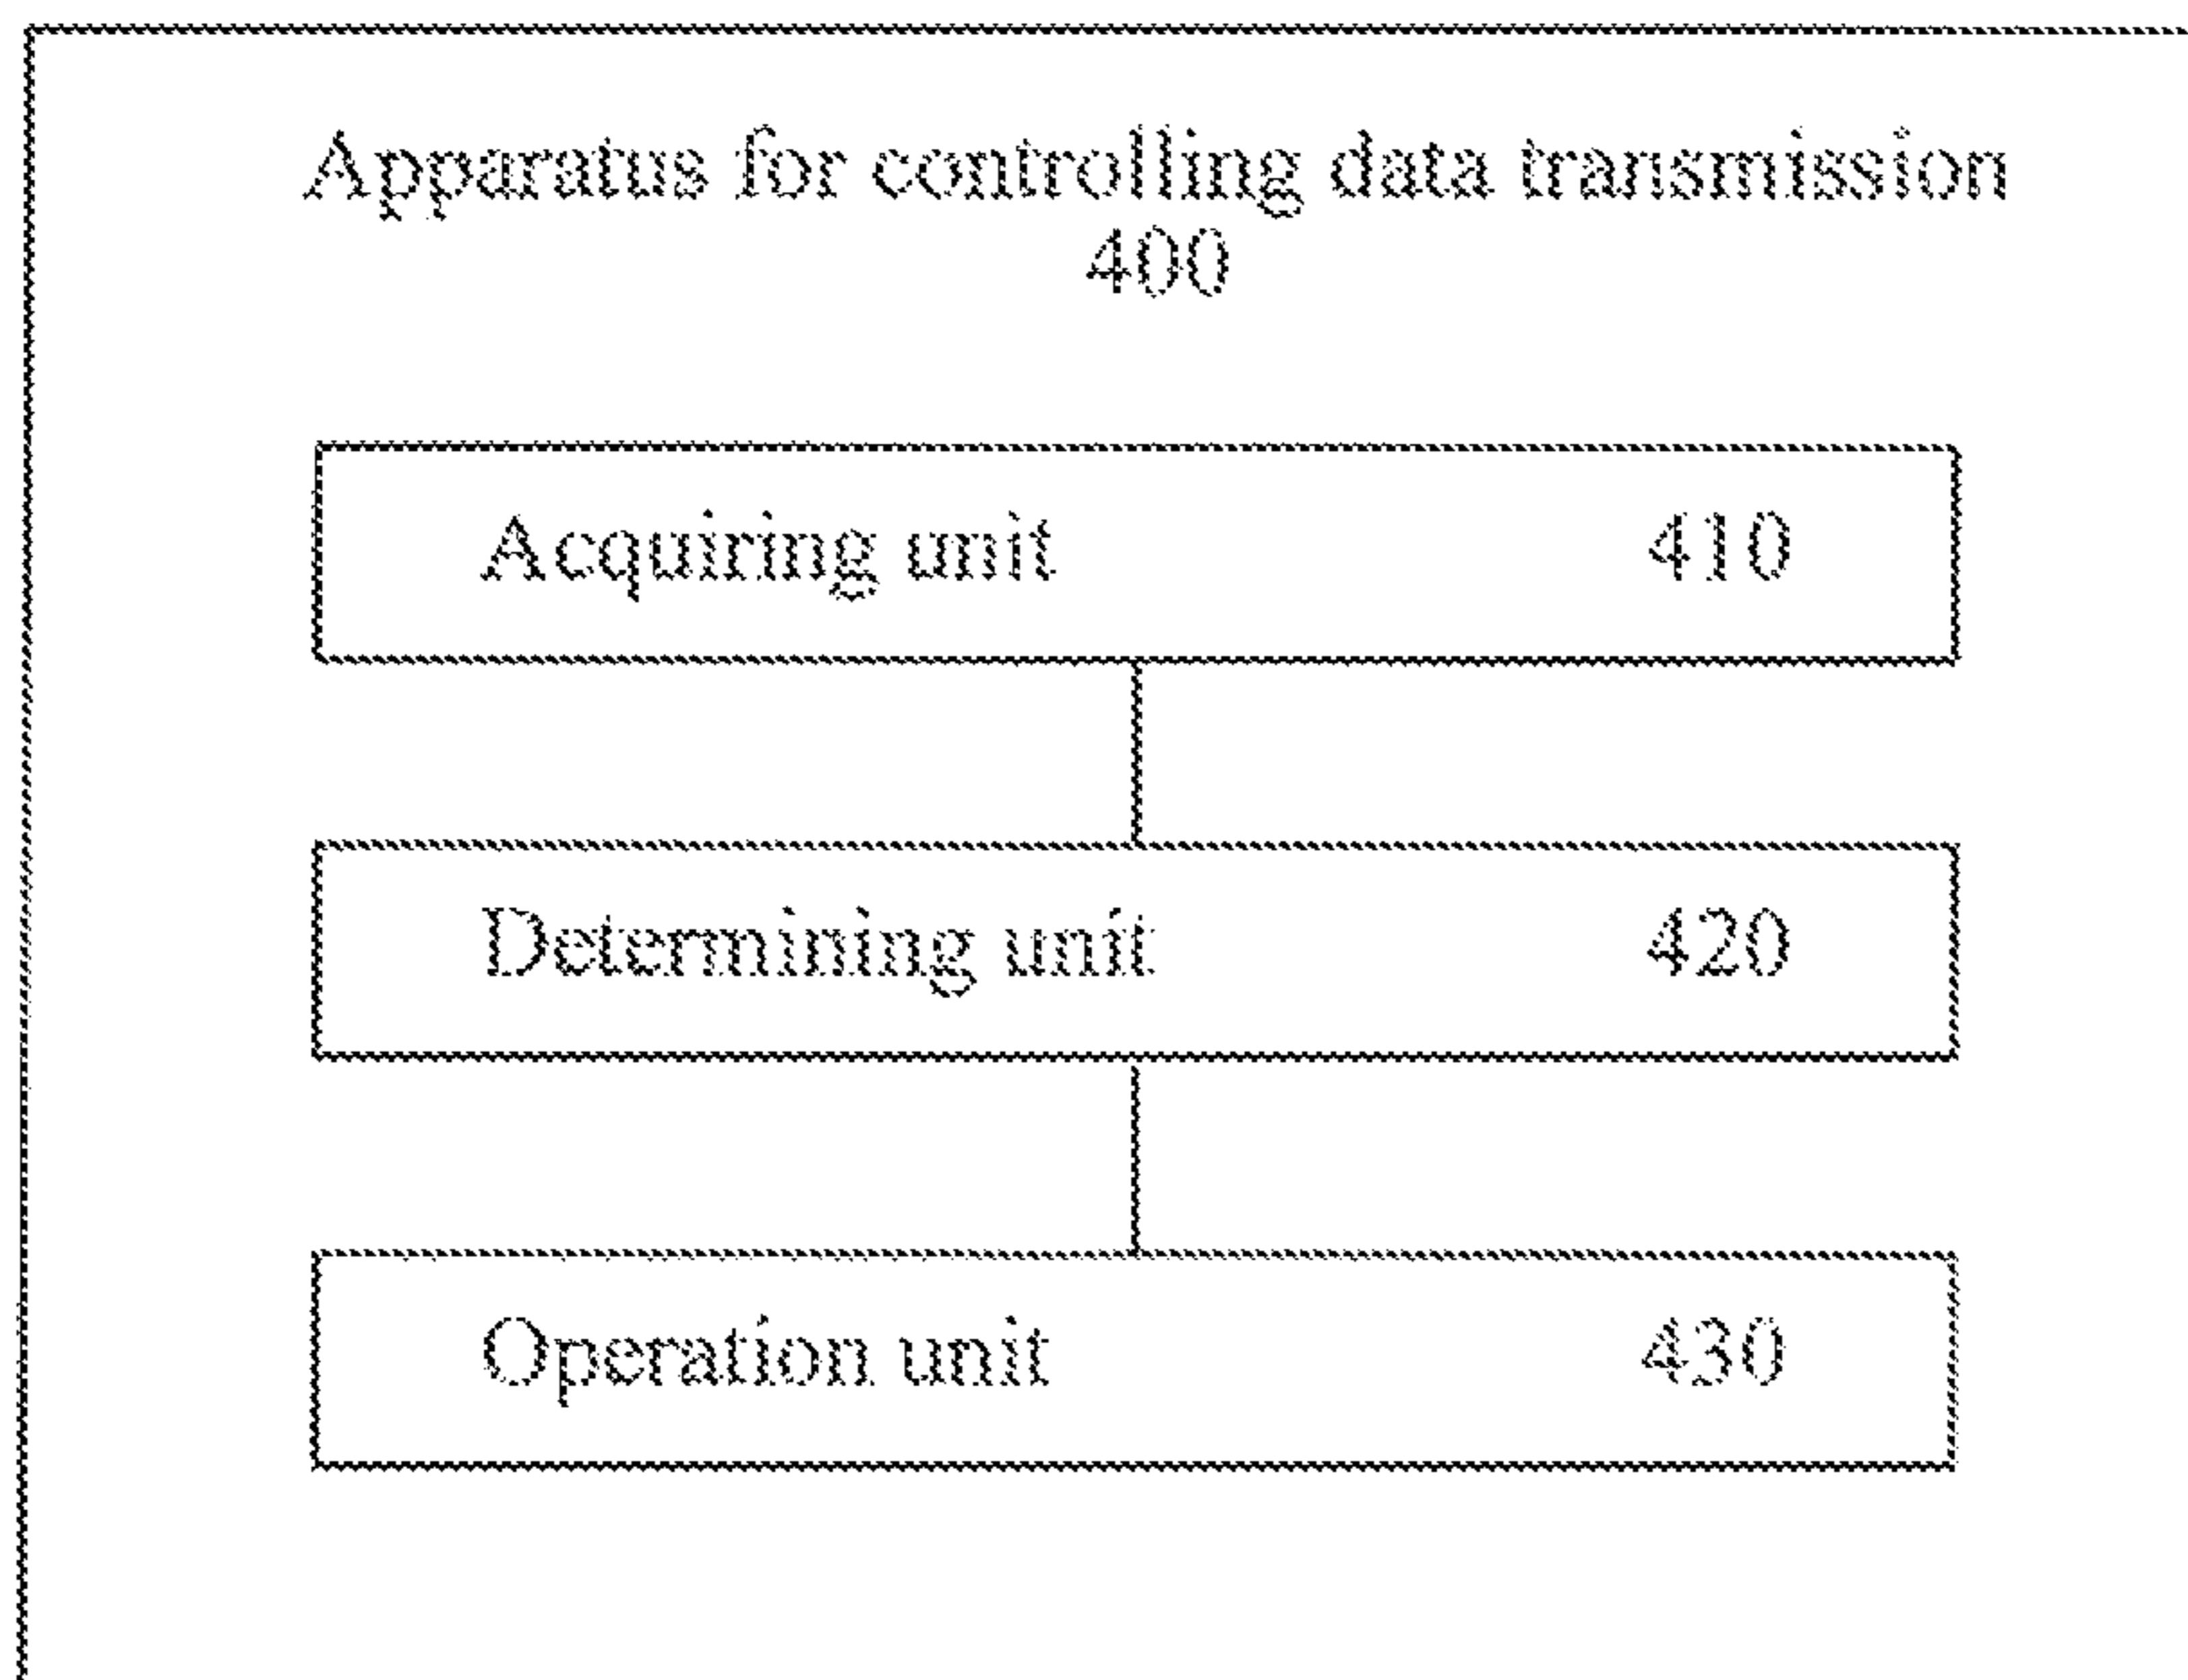 Apparatus for controlling data transmission
400
Acquiring unit 410
Determining unit 420
Operation unit 430